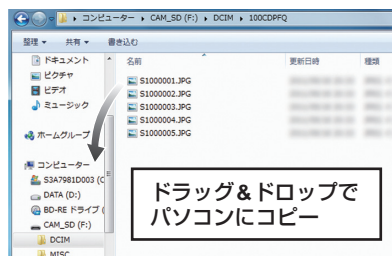 コンピューター ▸ CAM_SD (F:) ▸ DCIM ▸ 100CDPFQ
整理 ▼ 共有 ▼ 書き込む
名前 更新日時 種類
ドキュメント
ピクチャ
ビデオ
ミュージック
ホームグループ
コンピューター
S3A7981D003 (C
DATA (D:)
BD-RE ドライブ (
CAM_SD (F:)
DCIM
MISC
S1000001.JPG
S1000002.JPG
S1000003.JPG
S1000004.JPG
S1000005.JPG
ドラッグ&ドロップで
パソコンにコピー